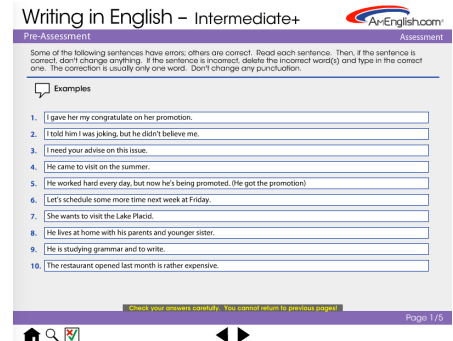 Writing in English – Intermediate+
AMEnglish.com®
Pre-Assessment
Assessment
Some of the following sentences have errors; others are correct. Read each sentence. Then, if the sentence is
correct, don't change anything. If the sentence is incorrect, delete the incorrect word(s) and type in the correct
one. The correction is usually only one word. Don't change any punctuation.
Examples
1. I gave her my congratulate on her promotion.
2. I told him I was joking, but he didn't believe me.
3. I need your advise on this issue.
4. He came to visit on the summer.
5. He worked hard every day, but now he's being promoted. (He got the promotion)
6. Let's schedule some more time next week at Friday.
7. She wants to visit the Lake Placid.
8. He lives at home with his parents and younger sister.
9. He is studying grammar and to write.
10. The restaurant opened last month is rather expensive.
Check your answers carefully. You cannot return to previous pages!
Page 1/5